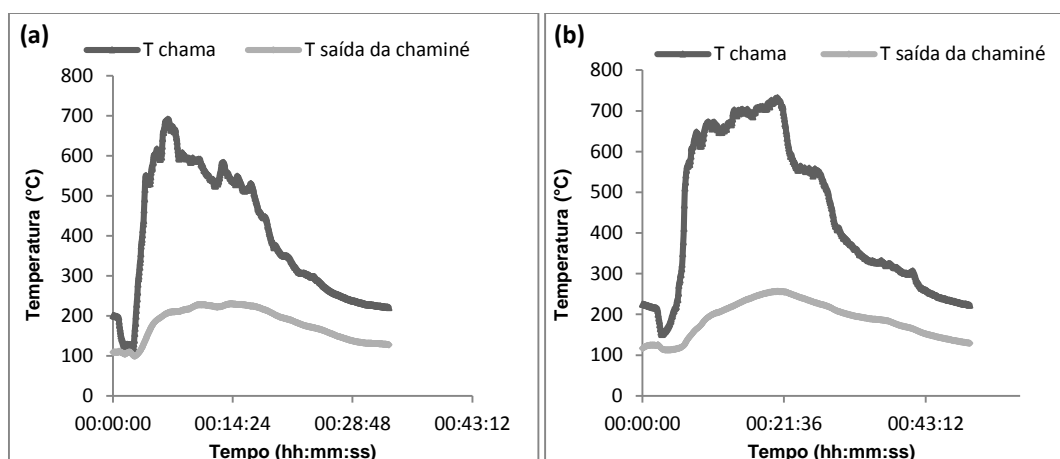 (a)
T chama T saída da chaminé
800
700
600
500
400
300
200
100
0
Temperatura (°C)
00:00:00 00:14:24 00:28:48 00:43:12
Tempo (hh:mm:ss)
(b)
T chama T saída da chaminé
800
700
600
500
400
300
200
100
0
Temperatura (°C)
00:00:00 00:21:36 00:43:12
Tempo (hh:mm:ss)